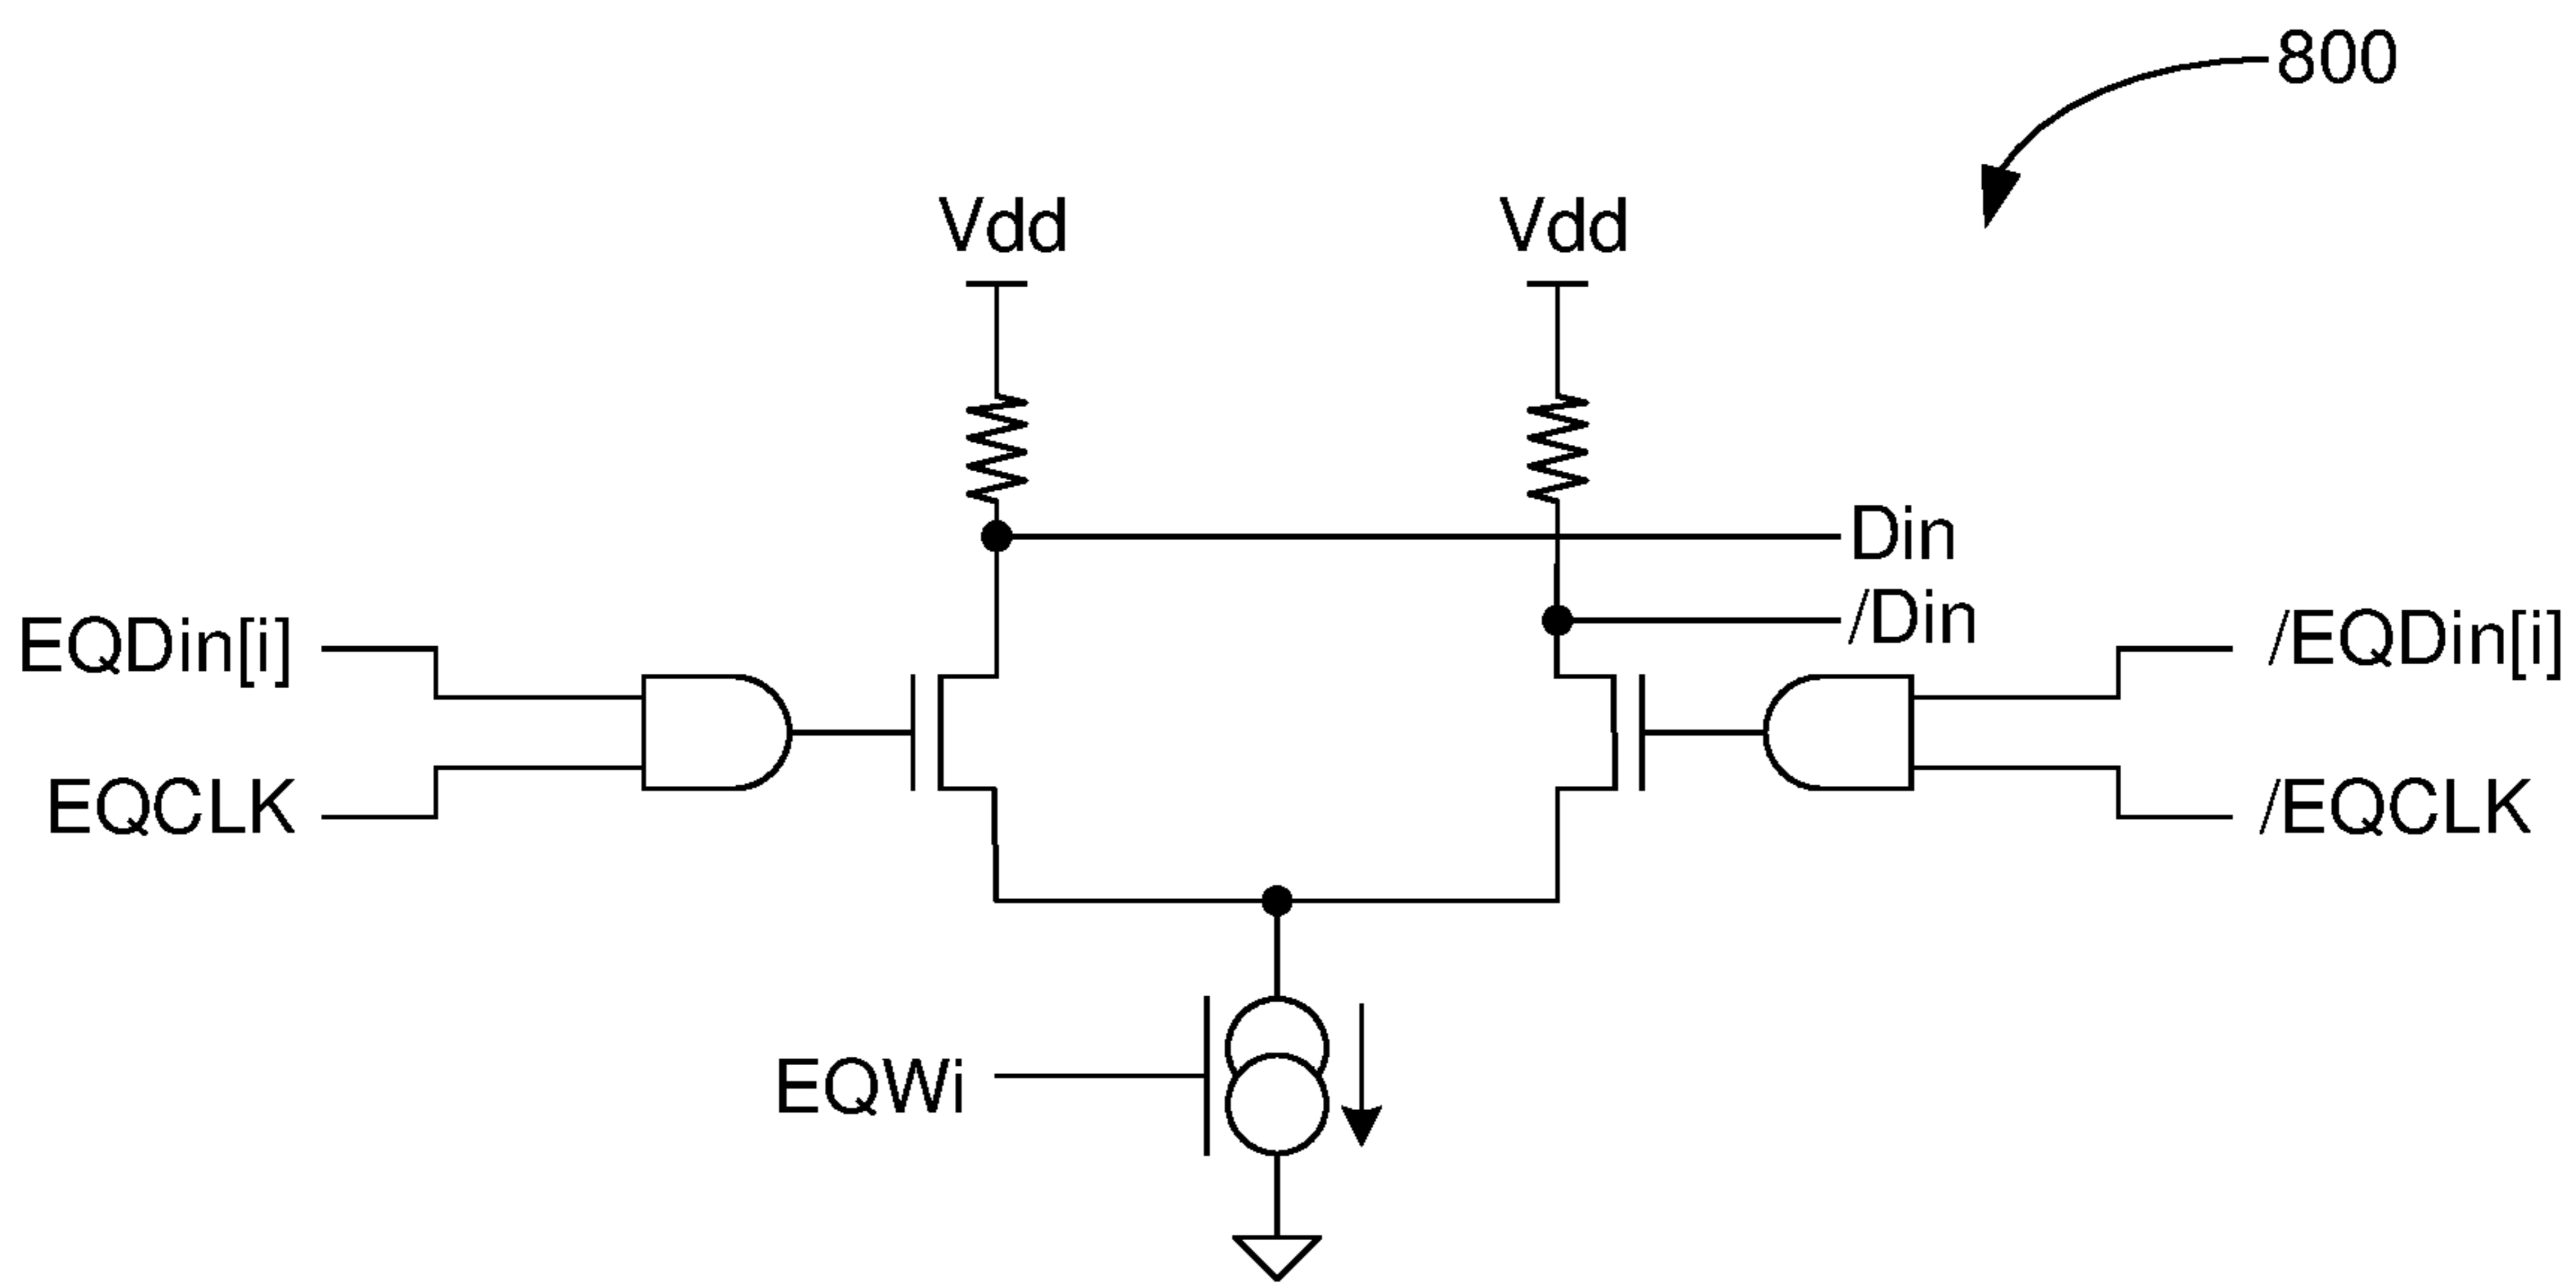 800
Vdd
Vdd
Din
/Din
EQDin[i]
/EQDin[i]
EQCLK
/EQCLK
EQWi